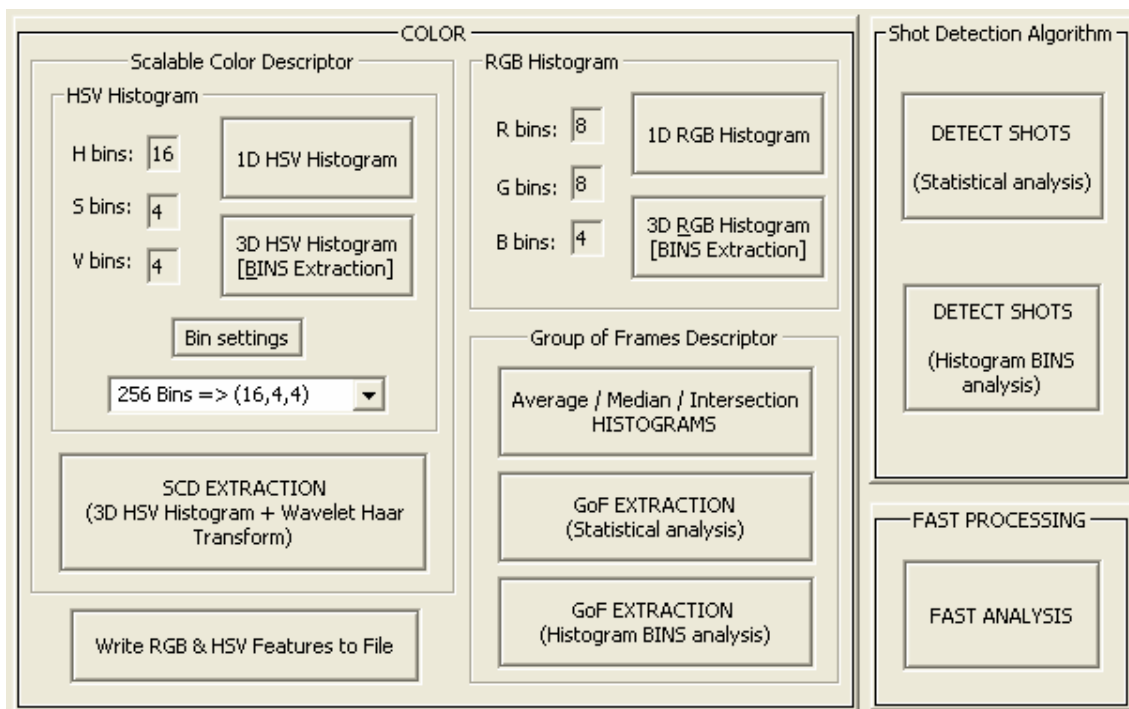 COLOR
Scalable Color Descriptor
HSV Histogram
H bins: 16
S bins: 4
V bins: 4
1D HSV Histogram
3D HSV Histogram
[BINS Extraction]
Bin settings
256 Bins => (16,4,4)
SCD EXTRACTION
(3D HSV Histogram + Wavelet Haar
Transform)
Write RGB & HSV Features to File
RGB Histogram
R bins: 8
G bins: 8
B bins: 4
1D RGB Histogram
3D RGB Histogram
[BINS Extraction]
Group of Frames Descriptor
Average / Median / Intersection
HISTOGRAMS
GoF EXTRACTION
(Statistical analysis)
GoF EXTRACTION
(Histogram BINS analysis)
Shot Detection Algorithm
DETECT SHOTS
(Statistical analysis)
DETECT SHOTS
(Histogram BINS
analysis)
FAST PROCESSING
FAST ANALYSIS